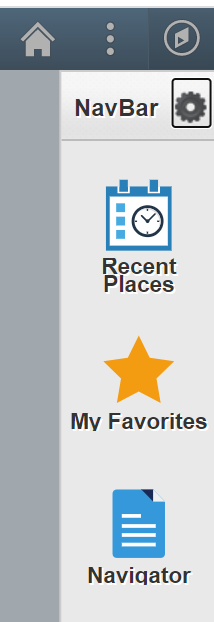 NavBar
Recent
Places
My Favorites
Navigator